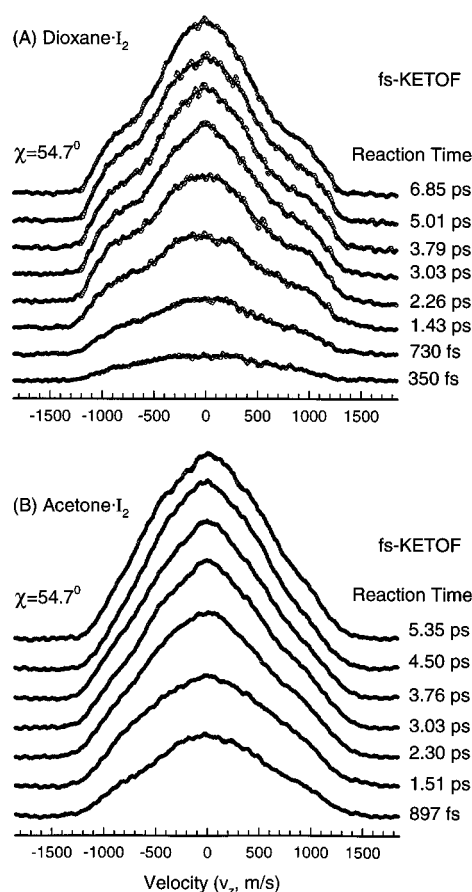 (A) Dioxane·I₂
fs-KETOF
χ=54.7⁰
Reaction Time
6.85 ps
5.01 ps
3.79 ps
3.03 ps
2.26 ps
1.43 ps
730 fs
350 fs
-1500 -1000 -500 0 500 1000 1500
(B) Acetone·I₂
fs-KETOF
χ=54.7⁰
Reaction Time
5.35 ps
4.50 ps
3.76 ps
3.03 ps
2.30 ps
1.51 ps
897 fs
-1500 -1000 -500 0 500 1000 1500
Velocity (v_z, m/s)